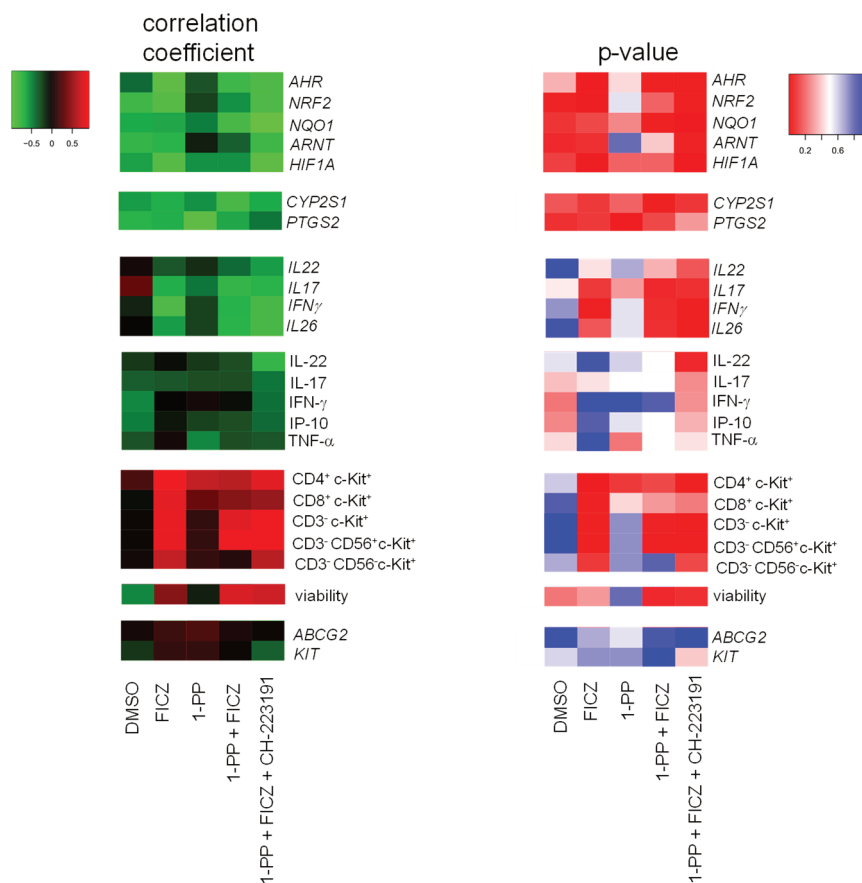 correlation
coefficient
p-value
−0.5 0 0.5
0.2 0.6
AHR
NRF2
NQO1
ARNT
HIF1A
CYP2S1
PTGS2
IL22
IL17
IFNγ
IL26
IL-22
IL-17
IFN-γ
IP-10
TNF-α
CD4⁺ c-Kit⁺
CD8⁺ c-Kit⁺
CD3⁻ c-Kit⁺
CD3⁻ CD56⁺c-Kit⁺
CD3⁻ CD56⁻c-Kit⁺
viability
ABCG2
KIT
DMSO
FICZ
1-PP
1-PP + FICZ
1-PP + FICZ + CH-223191
AHR
NRF2
NQO1
ARNT
HIF1A
CYP2S1
PTGS2
IL22
IL17
IFNγ
IL26
IL-22
IL-17
IFN-γ
IP-10
TNF-α
CD4⁺ c-Kit⁺
CD8⁺ c-Kit⁺
CD3⁻ c-Kit⁺
CD3⁻ CD56⁺c-Kit⁺
CD3⁻ CD56⁻c-Kit⁺
viability
ABCG2
KIT
DMSO
FICZ
1-PP
1-PP + FICZ
1-PP + FICZ + CH-223191